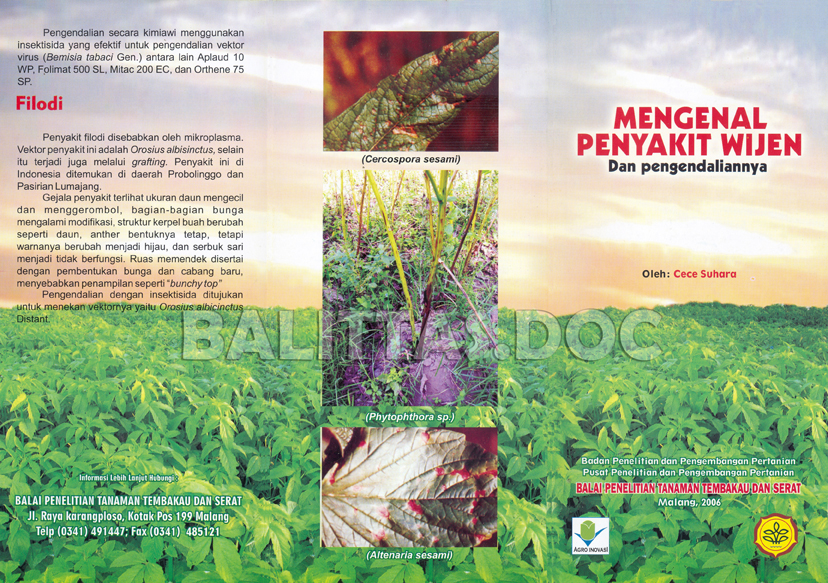 Pengendalian secara kimiawi menggunakan
insektisida yang efektif untuk pengendalian vektor
virus (Bemisia tabaci Gen.) antara lain Aplaud 10
WP, Folimat 500 SL, Mitac 200 EC, dan Orthene 75
SP.
Filodi
Penyakit filodi disebabkan oleh mikroplasma.
Vektor penyakit ini adalah Orosius albisinctus, selain
itu terjadi juga melalui grafting. Penyakit ini di
Indonesia ditemukan di daerah Probolinggo dan
Pasirian Lumajang.
Gejala penyakit terlihat ukuran daun mengecil
dan menggerombol, bagian-bagian bunga
mengalami modifikasi, struktur kerpel buah berubah
seperti daun, anther bentuknya tetap, tetapi
warnanya berubah menjadi hijau, dan serbuk sari
menjadi tidak berfungsi. Ruas memendek disertai
dengan pembentukan bunga dan cabang baru,
menyebabkan penampilan seperti "bunchy top"
Pengendalian dengan insektisida ditujukan
untuk menekan vektornya yaitu Orosius albicinctus
Distant.
Informasi Lebih Lanjut Hubungi:
BALAI PENELITIAN TANAMAN TEMBAKAU DAN SERAT
Jl. Raya karangploso, Kotak Pos 199 Malang
Telp (0341) 491447; Fax (0341) 485121
(Cercospora sesami)
(Phytophthora sp.)
(Altenaria sesami)
BALITTAS.DOC
MENGENAL
PENYAKIT WIJEN
Dan pengendaliannya
Oleh: Cece Suhara
Badan Penelitian dan Pengembangan Pertanian
Pusat Penelitian dan Pengembangan Pertanian
BALAI PENELITIAN TANAMAN TEMBAKAU DAN SERAT
Malang, 2006
AGRO INOVASI